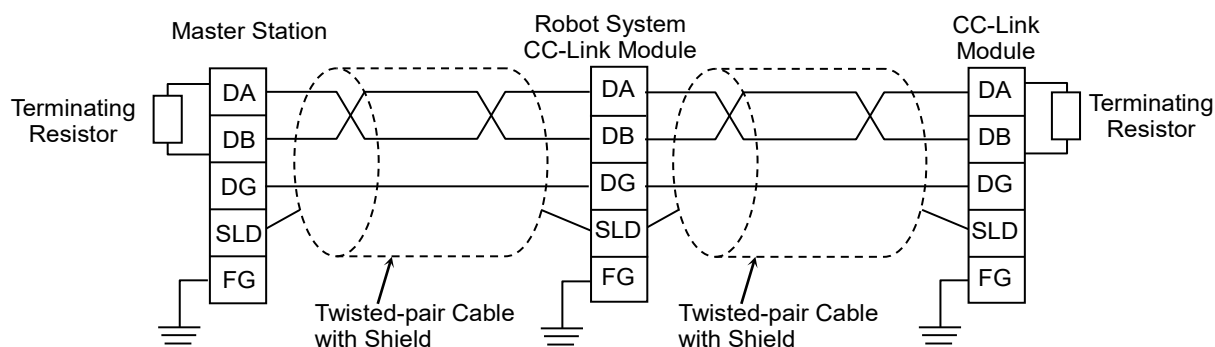 Master Station
Robot System
CC-Link Module
CC-Link
Module
Terminating
Resistor
DA
DB
DG
SLD
FG
DA
DB
DG
SLD
FG
DA
DB
DG
SLD
FG
Terminating
Resistor
Twisted-pair Cable
with Shield
Twisted-pair Cable
with Shield